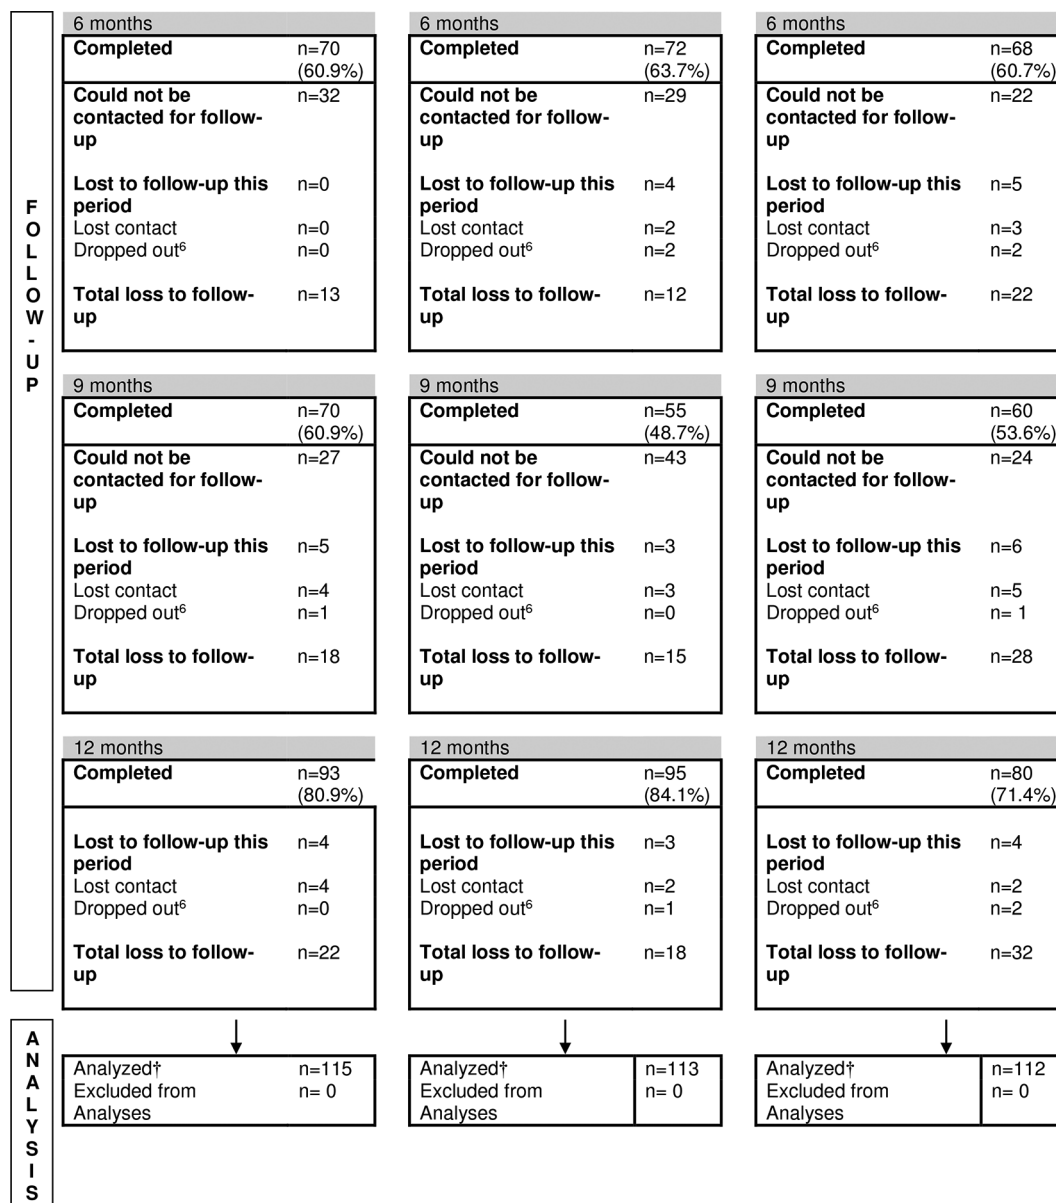 F
O
L
L
O
W
-
U
P
6 months
Completed n=70
(60.9%)
Could not be n=32
contacted for follow-
up
Lost to follow-up this n=0
period
Lost contact n=0
Dropped out⁶ n=0
Total loss to follow- n=13
up
6 months
Completed n=72
(63.7%)
Could not be n=29
contacted for follow-
up
Lost to follow-up this n=4
period
Lost contact n=2
Dropped out⁶ n=2
Total loss to follow- n=12
up
6 months
Completed n=68
(60.7%)
Could not be n=22
contacted for follow-
up
Lost to follow-up this n=5
period
Lost contact n=3
Dropped out⁶ n=2
Total loss to follow- n=22
up
9 months
Completed n=70
(60.9%)
Could not be n=27
contacted for follow-
up
Lost to follow-up this n=5
period
Lost contact n=4
Dropped out⁶ n=1
Total loss to follow- n=18
up
9 months
Completed n=55
(48.7%)
Could not be n=43
contacted for follow-
up
Lost to follow-up this n=3
period
Lost contact n=3
Dropped out⁶ n=0
Total loss to follow- n=15
up
9 months
Completed n=60
(53.6%)
Could not be n=24
contacted for follow-
up
Lost to follow-up this n=6
period
Lost contact n=5
Dropped out⁶ n= 1
Total loss to follow- n=28
up
12 months
Completed n=93
(80.9%)
Lost to follow-up this n=4
period
Lost contact n=4
Dropped out⁶ n=0
Total loss to follow- n=22
up
12 months
Completed n=95
(84.1%)
Lost to follow-up this n=3
period
Lost contact n=2
Dropped out⁶ n=1
Total loss to follow- n=18
up
12 months
Completed n=80
(71.4%)
Lost to follow-up this n=4
period
Lost contact n=2
Dropped out⁶ n=2
Total loss to follow- n=32
up
A
N
A
L
Y
S
I
S
Analyzed† n=115
Excluded from n= 0
Analyses
Analyzed† n=113
Excluded from n= 0
Analyses
Analyzed† n=112
Excluded from n= 0
Analyses